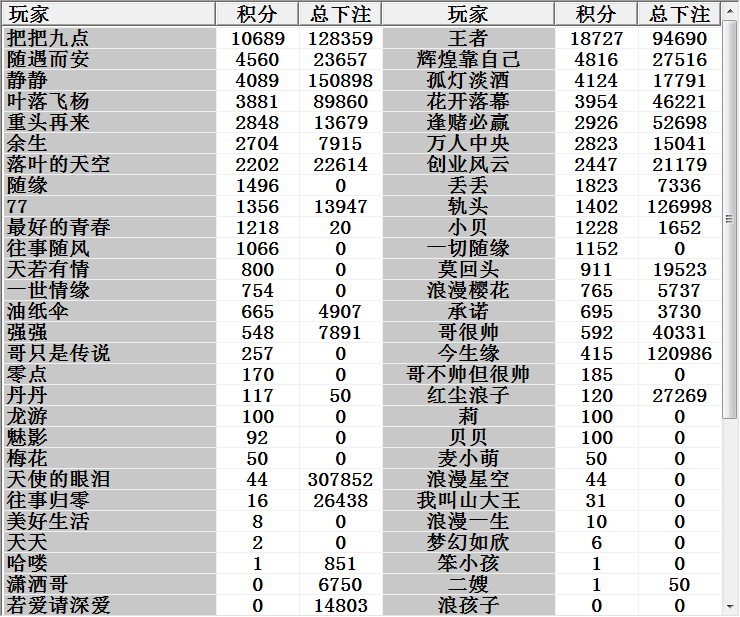 玩家 积分 总下注 玩家 积分 总下注
把把九点 10689 128359 王者 18727 94690
随遇而安 4560 23657 辉煌靠自己 4816 27516
静静 4089 150898 孤灯淡酒 4124 17791
叶落飞杨 3881 89860 花开落幕 3954 46221
重头再来 2848 13679 逢赌必赢 2926 52698
余生 2704 7915 万人中央 2823 15041
落叶的天空 2202 22614 创业风云 2447 21179
随缘 1496 0 丢丢 1823 7336
77 1356 13947 轨头 1402 126998
最好的青春 1218 20 小贝 1228 1652
往事随风 1066 0 一切随缘 1152 0
天若有情 800 0 莫回头 911 19523
一世情缘 754 0 浪漫樱花 765 5737
油纸伞 665 4907 承诺 695 3730
强强 548 7891 哥很帅 592 40331
哥只是传说 257 0 今生缘 415 120986
零点 170 0 哥不帅但很帅 185 0
丹丹 117 50 红尘浪子 120 27269
龙游 100 0 莉 100 0
魅影 92 0 贝贝 100 0
梅花 50 0 麦小萌 50 0
天使的眼泪 44 307852 浪漫星空 44 0
往事归零 16 26438 我叫山大王 31 0
美好生活 8 0 浪漫一生 10 0
天天 2 0 梦幻如欣 6 0
哈喽 1 851 笨小孩 1 0
潇洒哥 0 6750 二嫂 1 50
若爱请深爱 0 14803 浪孩子 0 0